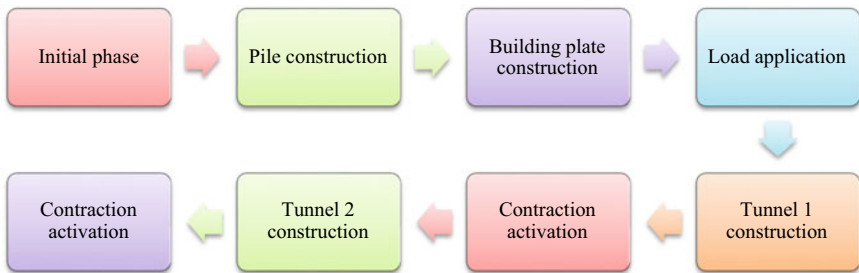 Initial phase
Pile construction
Building plate
construction
Load application
Tunnel 1
construction
Contraction
activation
Tunnel 2
construction
Contraction
activation